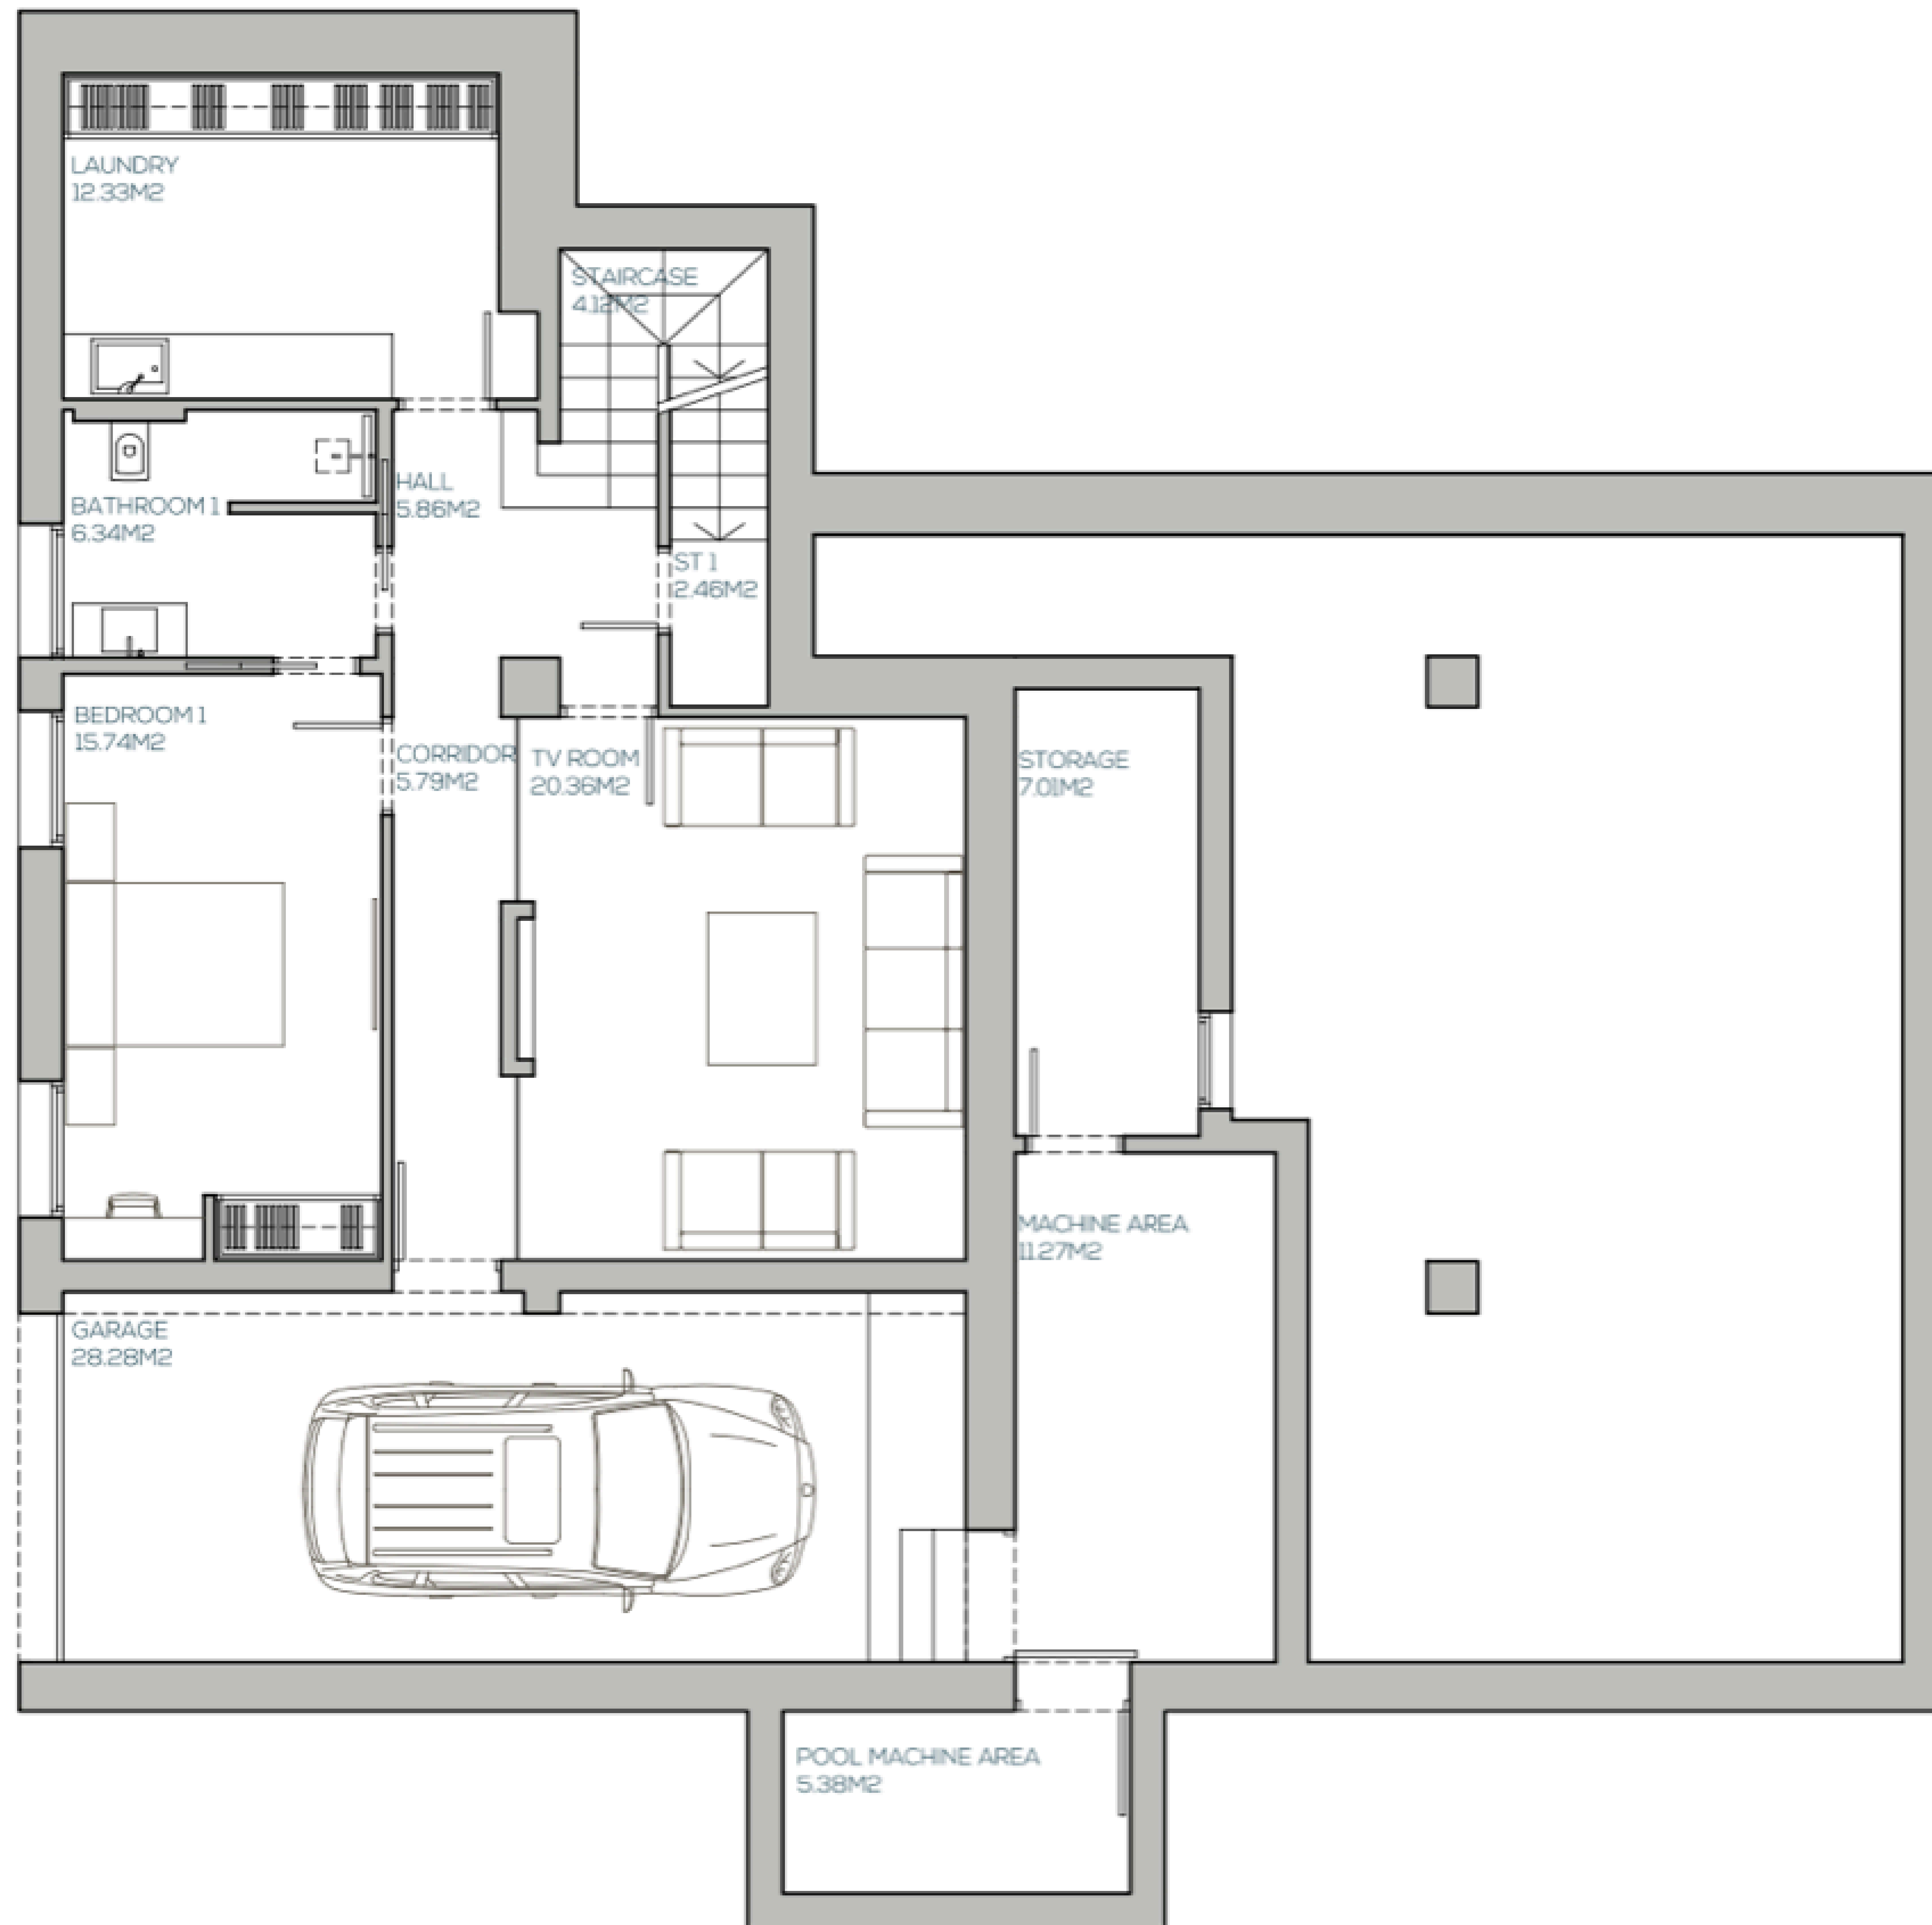 LAUNDRY
12.33M2
STAIRCASE
4.12M2
HALL
5.86M2
BATHROOM 1
6.34M2
ST 1
2.46M2
BEDROOM 1
15.74M2
CORRIDOR
5.79M2
TV ROOM
20.36M2
STORAGE
7.01M2
MACHINE AREA
11.27M2
GARAGE
28.28M2
POOL MACHINE AREA
5.38M2